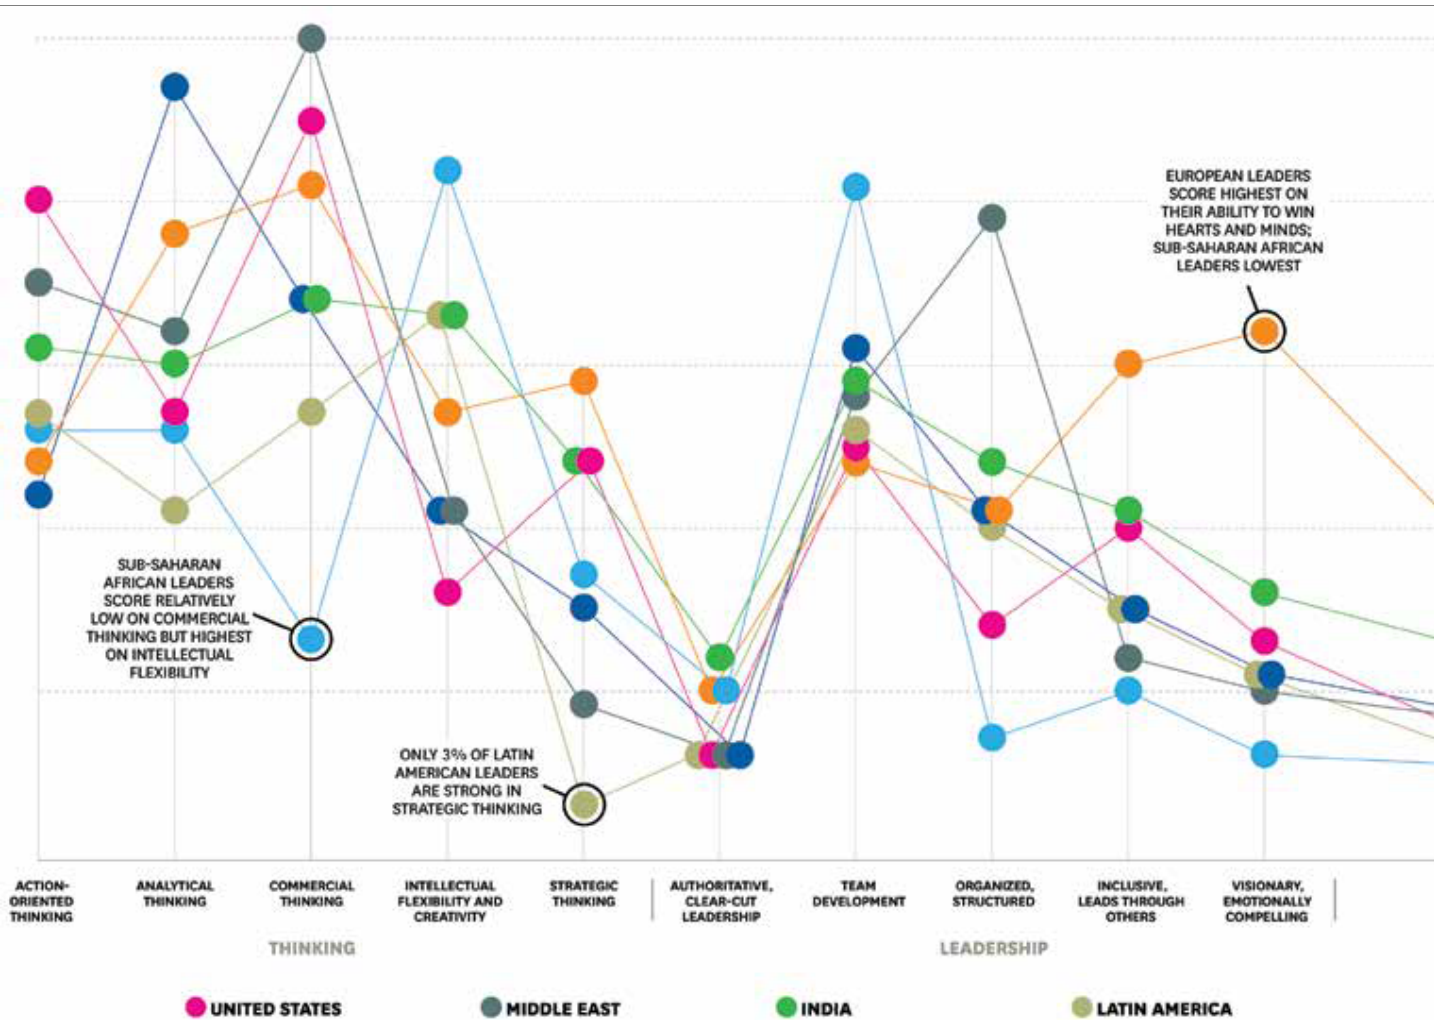 EUROPEAN LEADERS
SCORE HIGHEST ON
THEIR ABILITY TO WIN
HEARTS AND MINDS;
SUB-SAHARAN AFRICAN
LEADERS LOWEST
SUB-SAHARAN
AFRICAN LEADERS
SCORE RELATIVELY
LOW ON COMMERCIAL
THINKING BUT HIGHEST
ON INTELLECTUAL
FLEXIBILITY
ONLY 3% OF LATIN
AMERICAN LEADERS
ARE STRONG IN
STRATEGIC THINKING
ACTION-
ORIENTED
THINKING
ANALYTICAL
THINKING
COMMERCIAL
THINKING
INTELLECTUAL
FLEXIBILITY AND
CREATIVITY
STRATEGIC
THINKING
AUTHORITATIVE,
CLEAR-CUT
LEADERSHIP
TEAM
DEVELOPMENT
ORGANIZED,
STRUCTURED
INCLUSIVE,
LEADS THROUGH
OTHERS
VISIONARY,
EMOTIONALLY
COMPELLING
THINKING
LEADERSHIP
UNITED STATES
MIDDLE EAST
INDIA
LATIN AMERICA